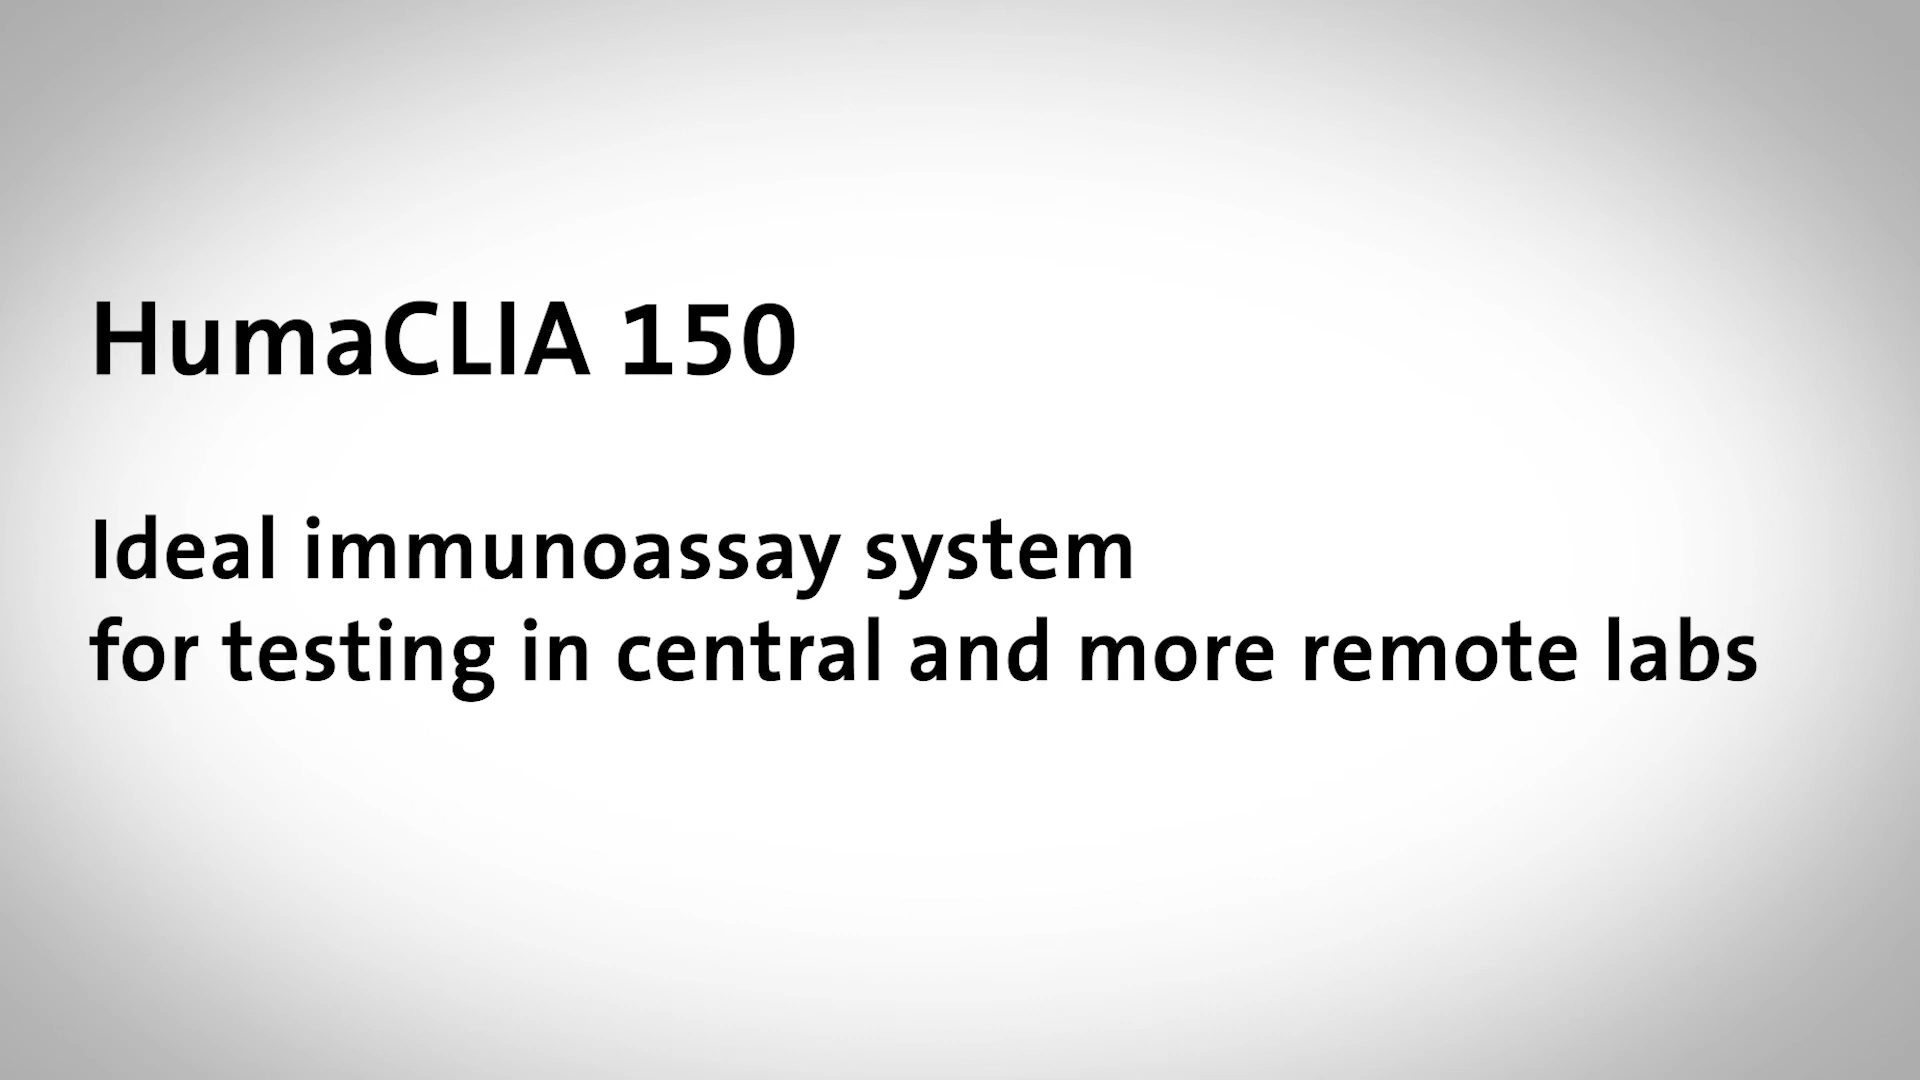 HumaCLIA 150
Ideal immunoassay system
for testing in central and more remote labs